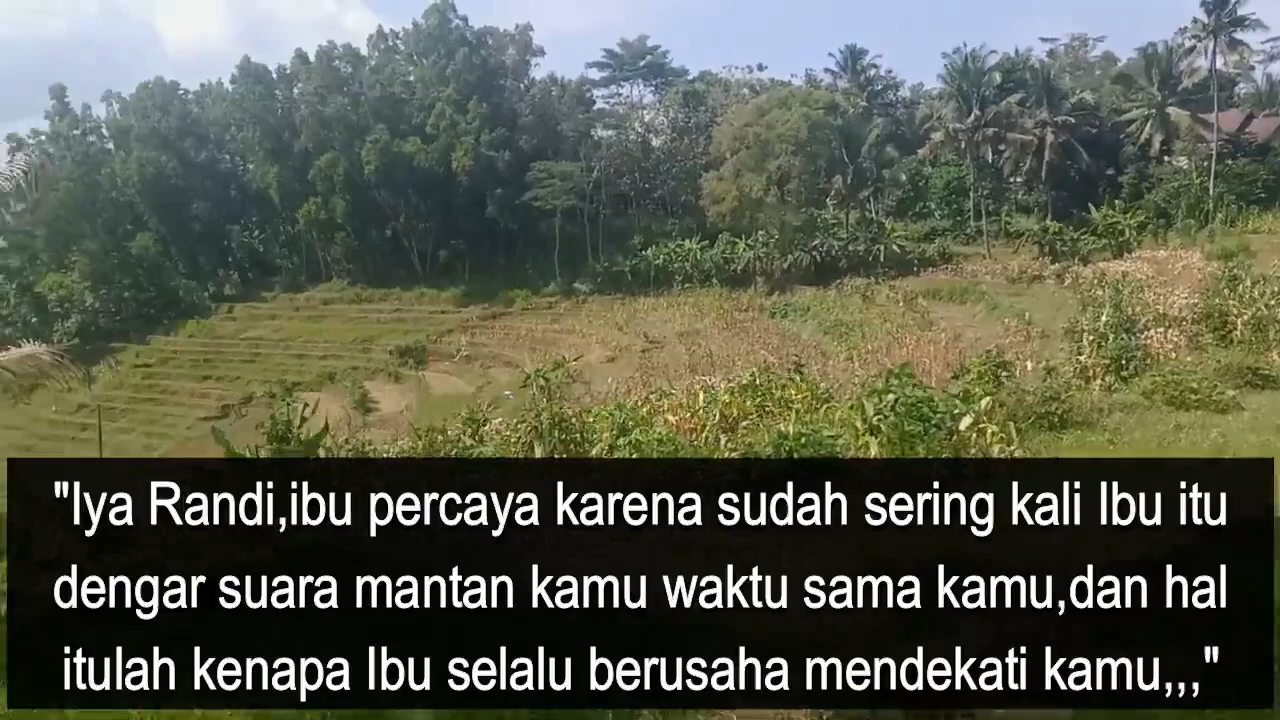 "Iya Randi,ibu percaya karena sudah sering kali Ibu itu
dengar suara mantan kamu waktu sama kamu,dan hal
itulah kenapa Ibu selalu berusaha mendekati kamu,,,"